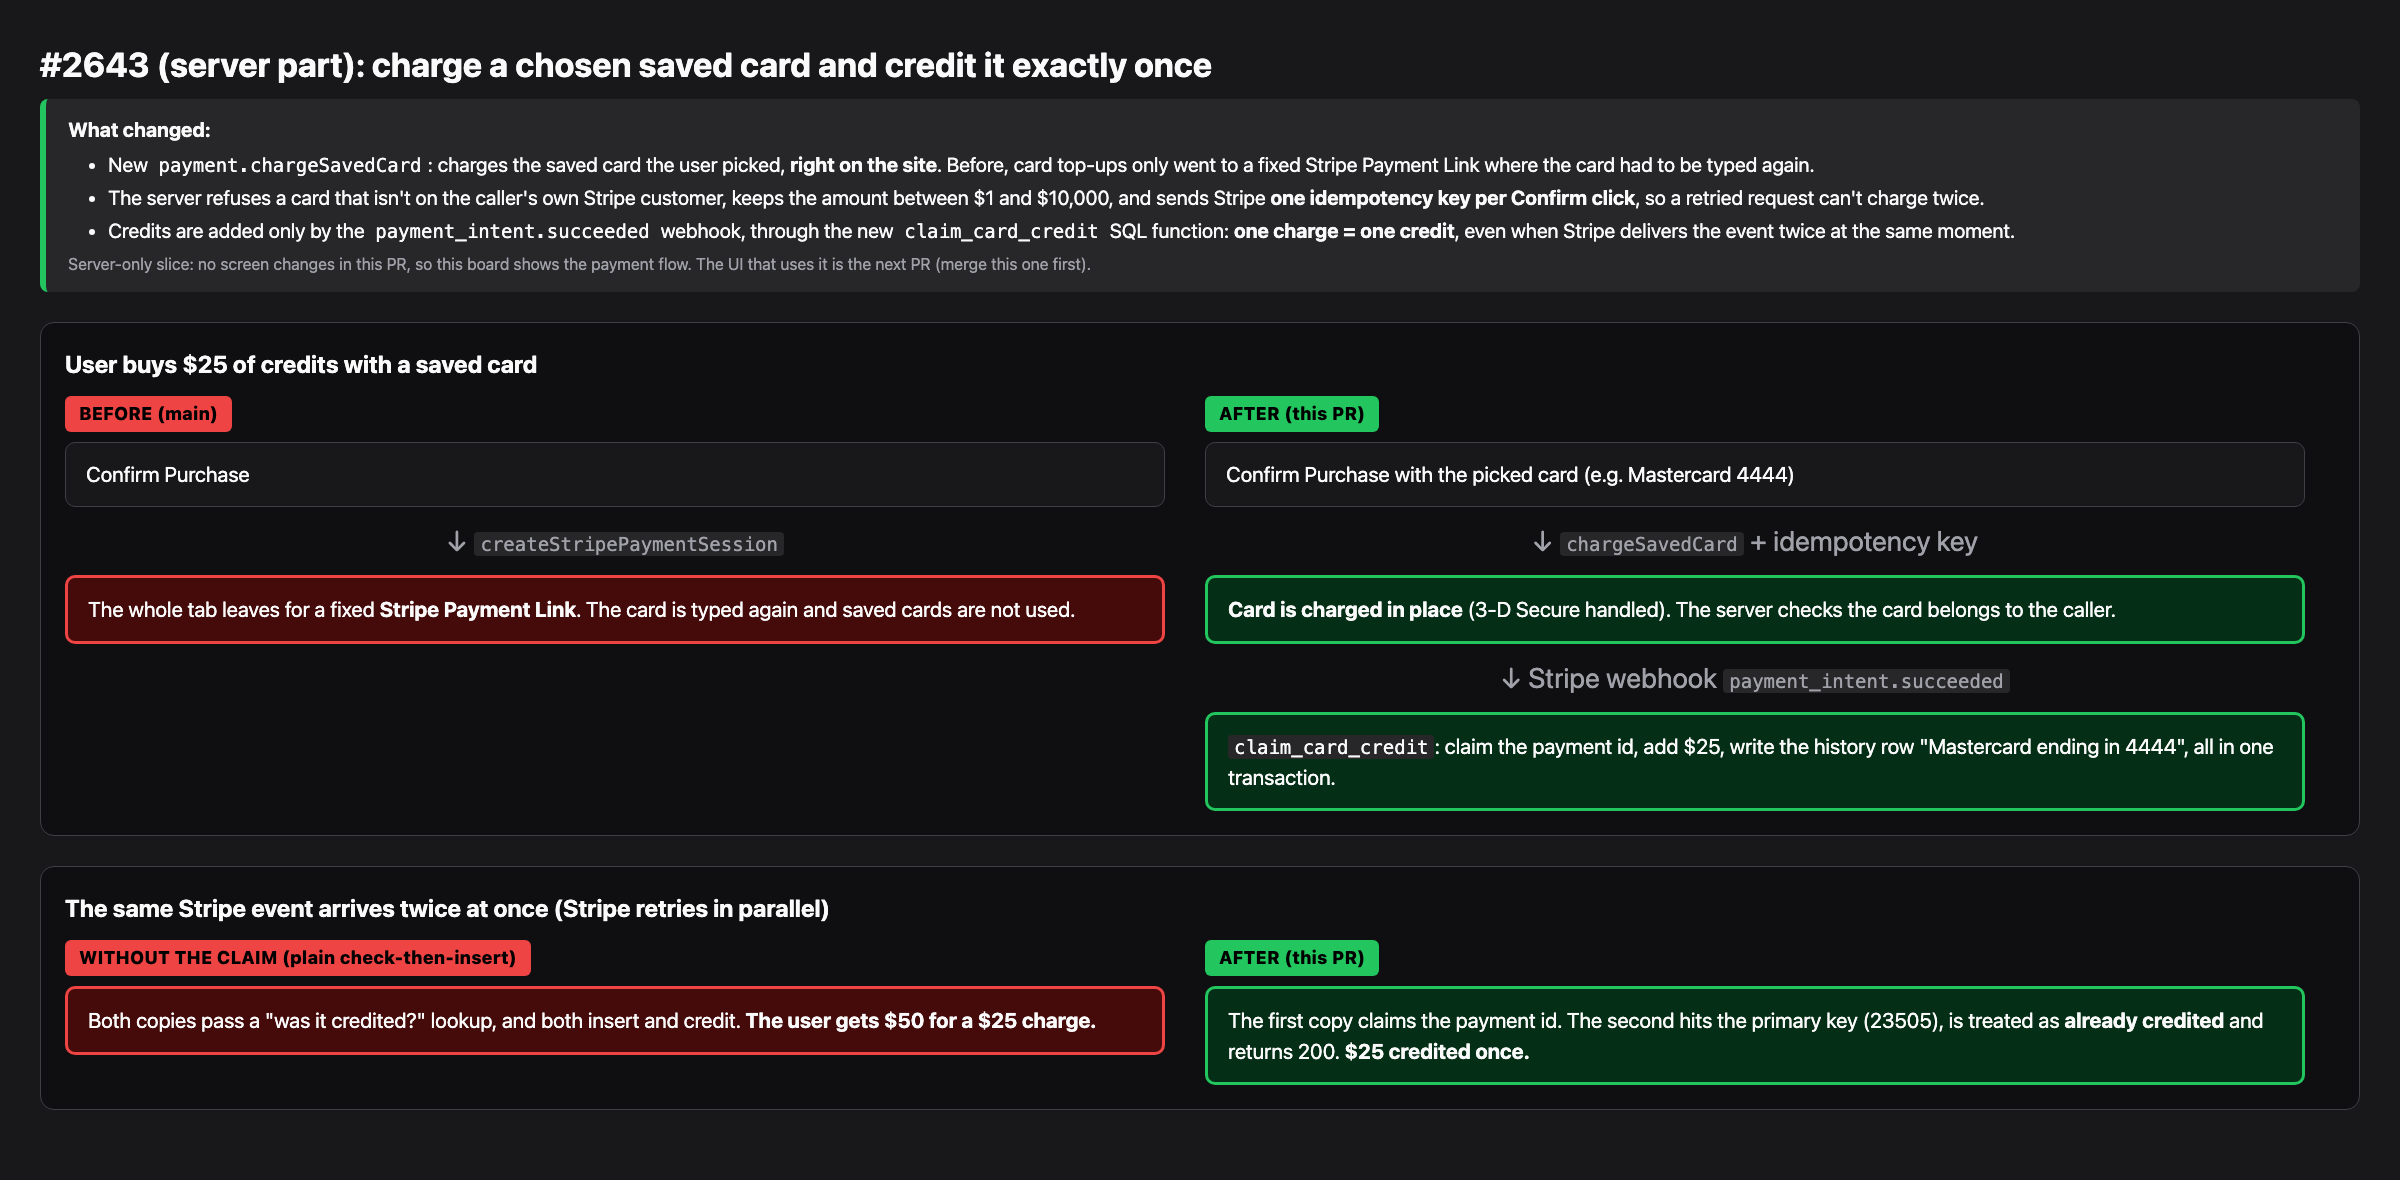 #2643 (server part): charge a chosen saved card and credit it exactly once
What changed:
• New payment.chargeSavedCard : charges the saved card the user picked, right on the site. Before, card top-ups only went to a fixed Stripe Payment Link where the card had to be typed again.
• The server refuses a card that isn't on the caller's own Stripe customer, keeps the amount between $1 and $10,000, and sends Stripe one idempotency key per Confirm click, so a retried request can't charge twice.
• Credits are added only by the payment_intent.succeeded webhook, through the new claim_card_credit SQL function: one charge = one credit, even when Stripe delivers the event twice at the same moment.
Server-only slice: no screen changes in this PR, so this board shows the payment flow. The UI that uses it is the next PR (merge this one first).
User buys $25 of credits with a saved card
BEFORE (main)
Confirm Purchase
↓ createStripePaymentSession
The whole tab leaves for a fixed Stripe Payment Link. The card is typed again and saved cards are not used.
AFTER (this PR)
Confirm Purchase with the picked card (e.g. Mastercard 4444)
↓ chargeSavedCard + idempotency key
Card is charged in place (3-D Secure handled). The server checks the card belongs to the caller.
↓ Stripe webhook payment_intent.succeeded
claim_card_credit: claim the payment id, add $25, write the history row "Mastercard ending in 4444", all in one
transaction.
The same Stripe event arrives twice at once (Stripe retries in parallel)
WITHOUT THE CLAIM (plain check-then-insert)
Both copies pass a "was it credited?" lookup, and both insert and credit. The user gets $50 for a $25 charge.
AFTER (this PR)
The first copy claims the payment id. The second hits the primary key (23505), is treated as already credited and
returns 200. $25 credited once.